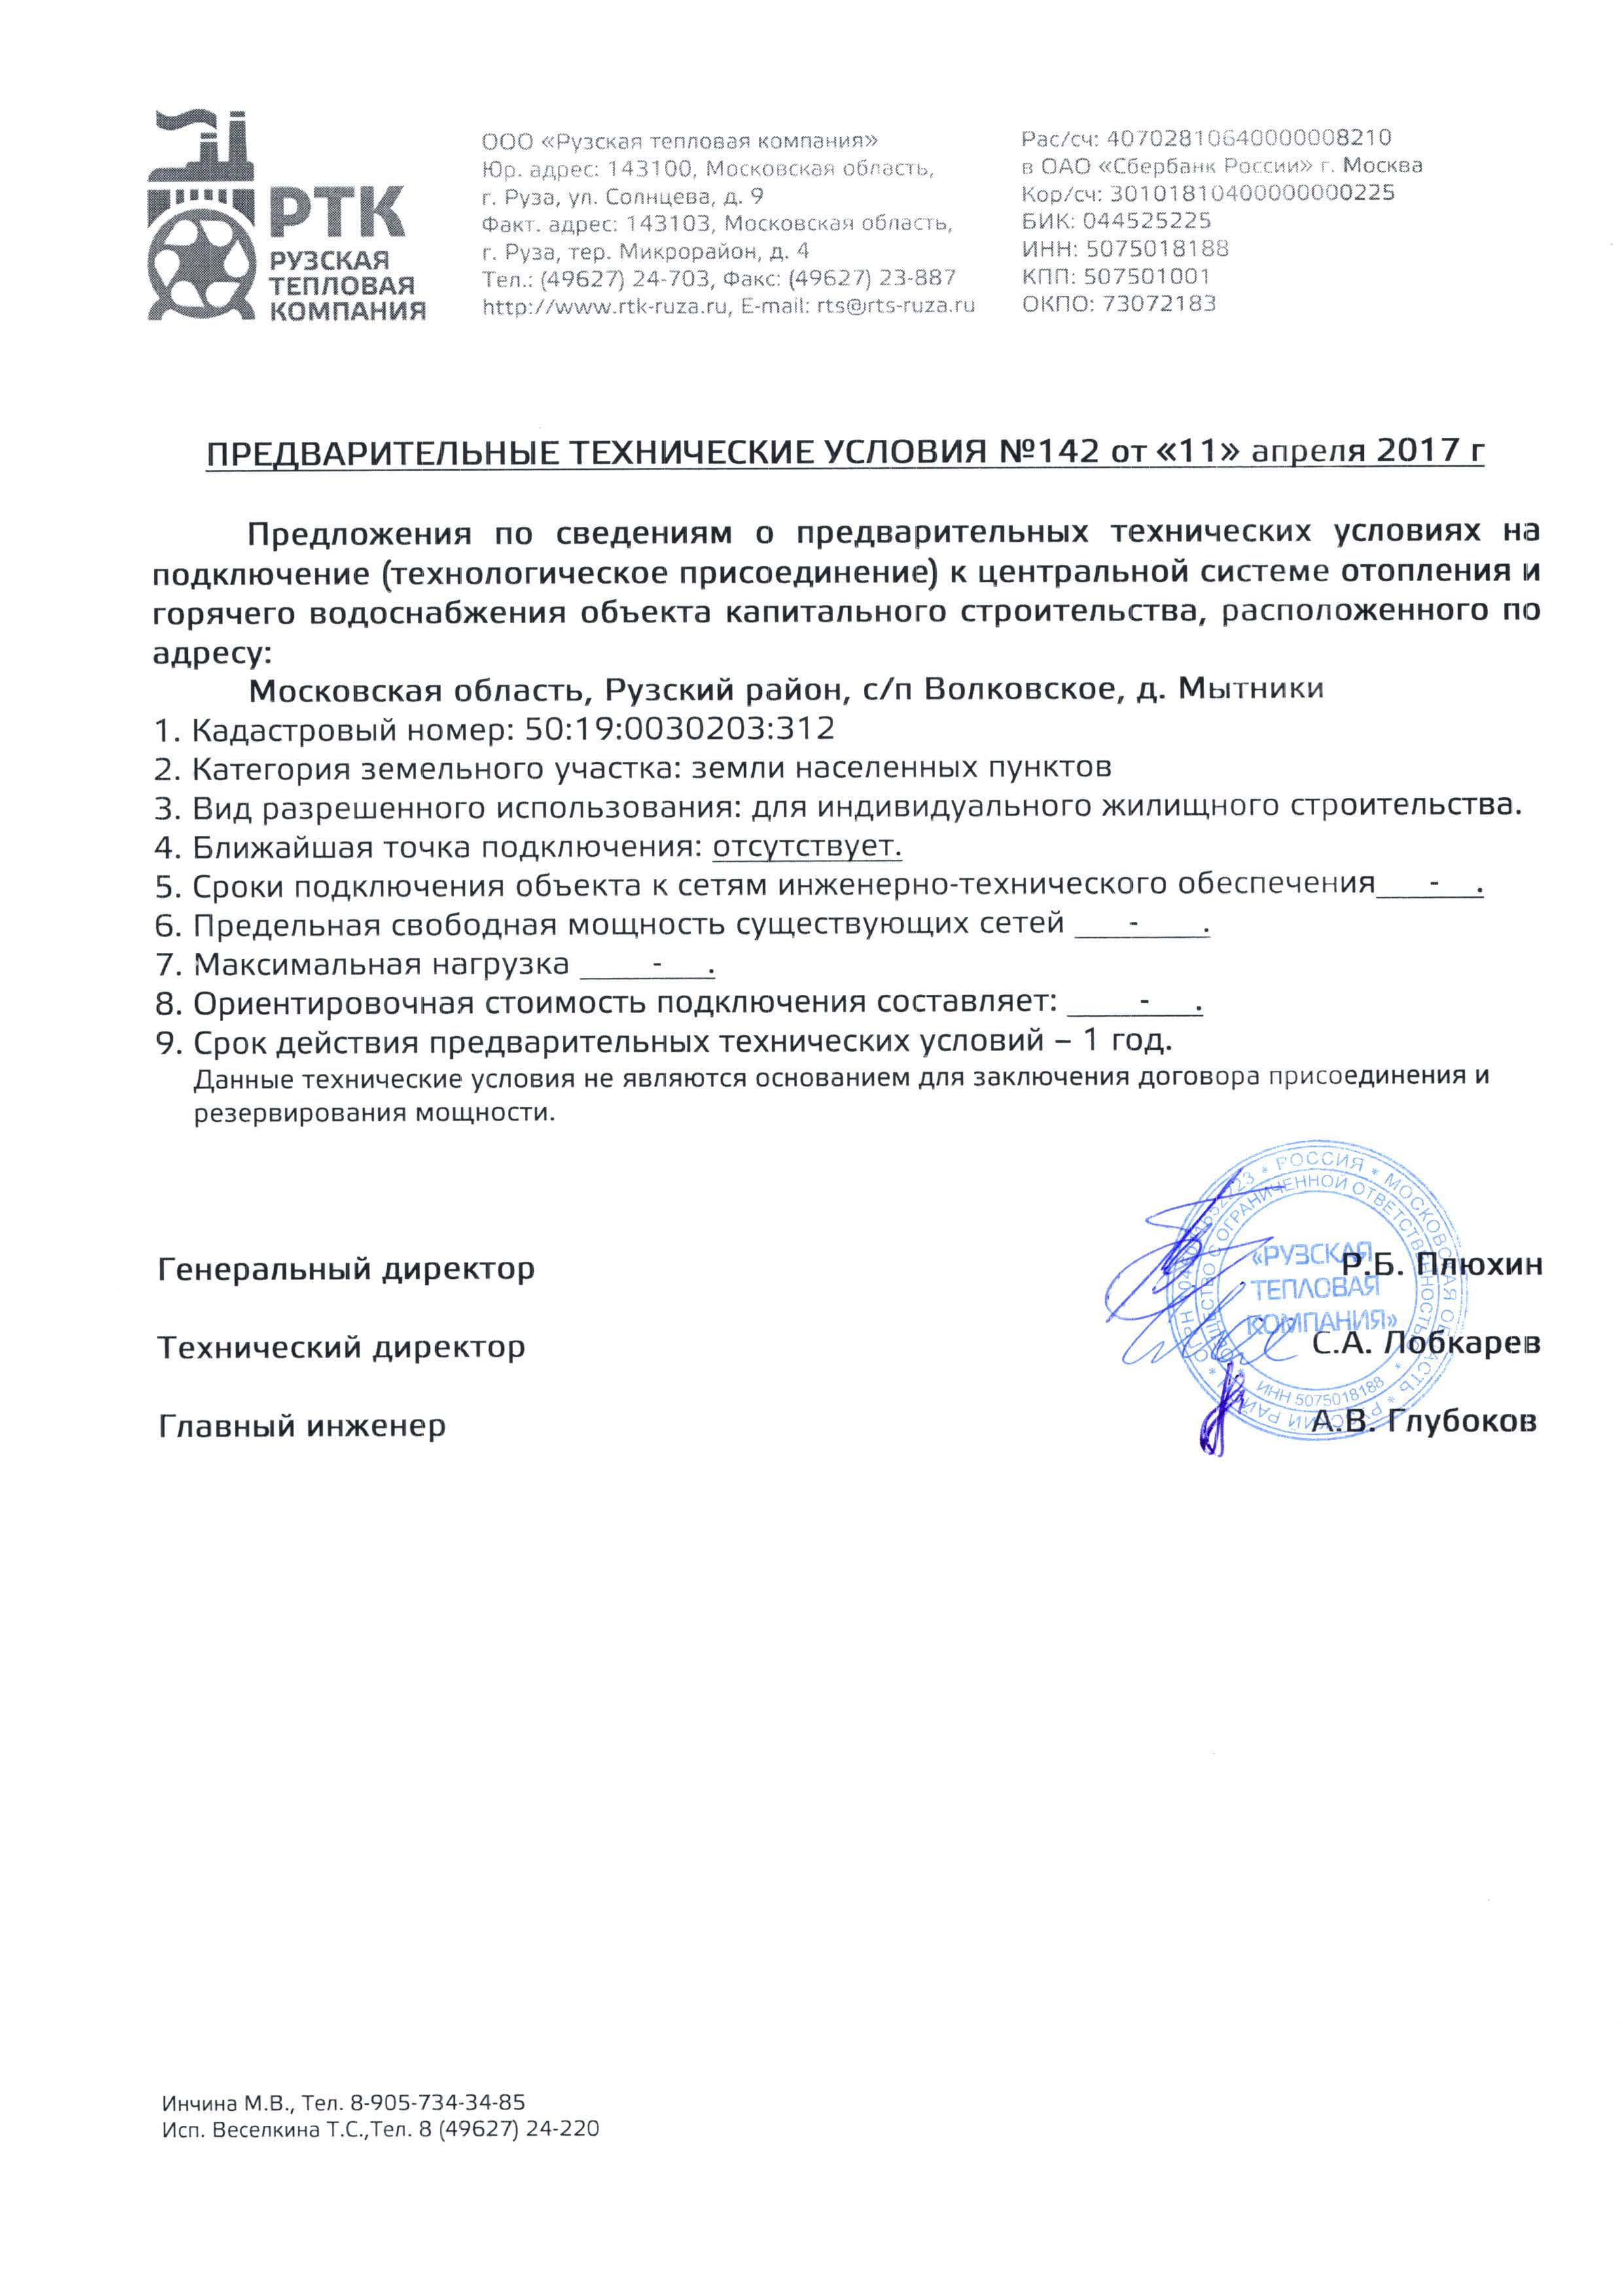 РТК
РУЗСКАЯ
ТЕПЛОВАЯ
КОМПАНИЯ
ООО «Рузская тепловая компания»
Юр. адрес: 143100, Московская область,
г. Руза, ул. Солнцева, д. 9
Факт. адрес: 143103, Московская область,
г. Руза, тер. Микрорайон, д. 4
Тел.: (49627) 24-703, Факс: (49627) 23-887
http://www.rtk-ruza.ru, E-mail: rts@rts-ruza.ru
Рас/сч: 40702810640000008210
в ОАО «Сбербанк России» г. Москва
Кор/сч: 30101810400000000225
БИК: 044525225
ИНН: 5075018188
КПП: 507501001
ОКПО: 73072183
ПРЕДВАРИТЕЛЬНЫЕ ТЕХНИЧЕСКИЕ УСЛОВИЯ №142 от «11» апреля 2017 г
Предложения по сведениям о предварительных технических условиях на
подключение (технологическое присоединение) к центральной системе отопления и
горячего водоснабжения объекта капитального строительства, расположенного по
адресу:
Московская область, Рузский район, с/п Волковское, д. Мытники
1. Кадастровый номер: 50:19:0030203:312
2. Категория земельного участка: земли населенных пунктов
3. Вид разрешенного использования: для индивидуального жилищного строительства.
4. Ближайшая точка подключения: отсутствует.
5. Сроки подключения объекта к сетям инженерно-технического обеспечения - .
6. Предельная свободная мощность существующих сетей - .
7. Максимальная нагрузка - .
8. Ориентировочная стоимость подключения составляет: - .
9. Срок действия предварительных технических условий – 1 год.
Данные технические условия не являются основанием для заключения договора присоединения и
резервирования мощности.
Генеральный директор Р.Б. Плюхин
Технический директор С.А. Лобкарев
Главный инженер А.В. Глубоков
* РОССИЯ * МОСКОВСКАЯ ОБЛАСТЬ * РУЗСКИЙ РАЙОН * ОГРН
ОБЩЕСТВО С ОГРАНИЧЕННОЙ ОТВЕТСТВЕННОСТЬЮ
* ИНН 5075018188 *
«РУЗСКАЯ
ТЕПЛОВАЯ
КОМПАНИЯ»
Инчина М.В., Тел. 8-905-734-34-85
Исп. Веселкина Т.С.,Тел. 8 (49627) 24-220